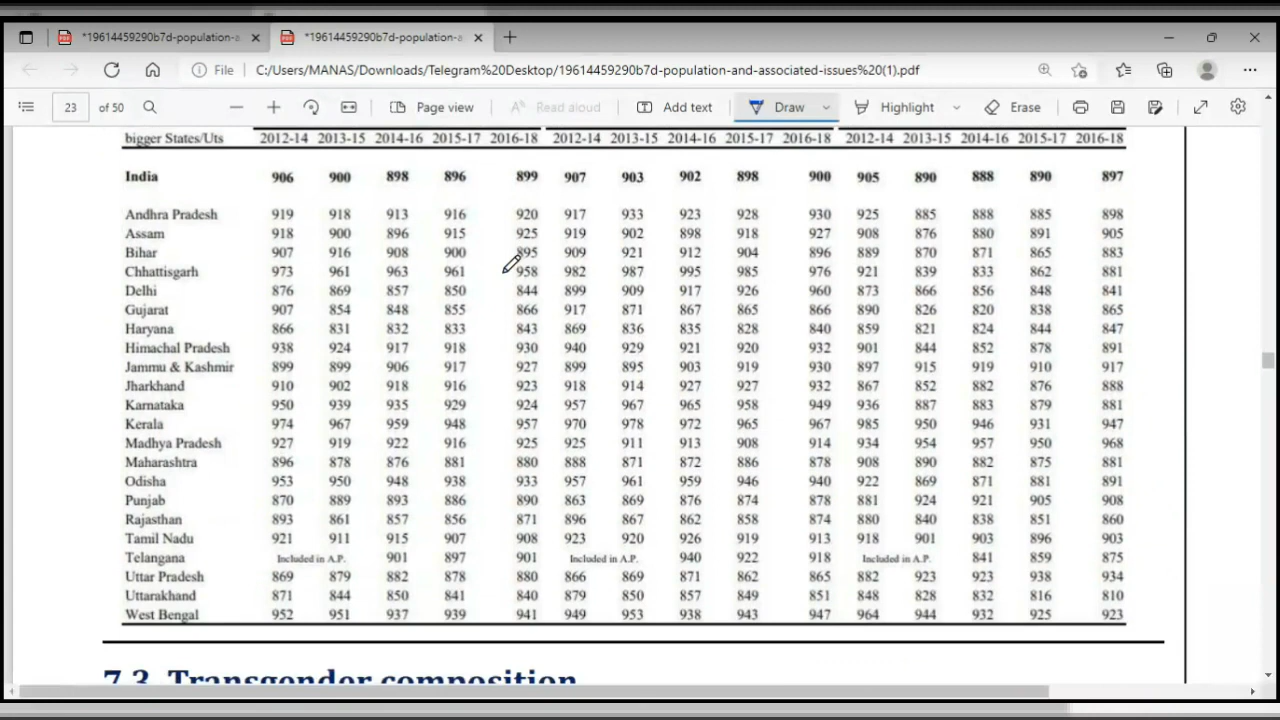 *19614459290b7d-population-a
*19614459290b7d-population-a
File C:/Users/MANAS/Downloads/Telegram%20Desktop/19614459290b7d-population-and-associated-issues%20(1).pdf
23 of 50 Page view Read aloud Add text Draw Highlight Erase
bigger States/Uts 2012-14 2013-15 2014-16 2015-17 2016-18 2012-14 2013-15 2014-16 2015-17 2016-18 2012-14 2013-15 2014-16 2015-17 2016-18
India 906 900 898 896 899 907 903 902 898 900 905 890 888 890 897
Andhra Pradesh 919 918 913 916 920 917 933 923 928 930 925 885 888 885 898
Assam 918 900 896 915 925 919 902 898 918 927 908 876 880 891 905
Bihar 907 916 908 900 895 909 921 912 904 896 889 870 871 865 883
Chhattisgarh 973 961 963 961 958 982 987 995 985 976 921 839 833 862 881
Delhi 876 869 857 850 844 899 909 917 926 960 873 866 856 848 841
Gujarat 907 854 848 855 866 917 871 867 865 866 890 826 820 838 865
Haryana 866 831 832 833 843 869 836 835 828 840 859 821 824 844 847
Himachal Pradesh 938 924 917 918 930 940 929 921 920 932 901 844 852 878 891
Jammu & Kashmir 899 899 906 917 927 899 895 903 919 930 897 915 919 910 917
Jharkhand 910 902 918 916 923 918 914 927 927 932 867 852 882 876 888
Karnataka 950 939 935 929 924 957 967 965 958 949 936 887 883 879 881
Kerala 974 967 959 948 957 970 978 972 965 967 985 950 946 931 947
Madhya Pradesh 927 919 922 916 925 925 911 913 908 914 934 954 957 950 968
Maharashtra 896 878 876 881 880 888 871 872 886 878 908 890 882 875 881
Odisha 953 950 948 938 933 957 961 959 946 940 922 869 871 881 891
Punjab 870 889 893 886 890 863 869 876 874 878 881 924 921 905 908
Rajasthan 893 861 857 856 871 896 867 862 858 874 880 840 838 851 860
Tamil Nadu 921 911 915 907 908 923 920 926 919 913 918 901 903 896 903
Telangana Included in A.P. 901 897 901 Included in A.P. 940 922 918 Included in A.P. 841 859 875
Uttar Pradesh 869 879 882 878 880 866 869 871 862 865 882 923 923 938 934
Uttarakhand 871 844 850 841 840 879 850 857 849 851 848 828 832 816 810
West Bengal 952 951 937 939 941 949 953 938 943 947 964 944 932 925 923
7.3. Transgender composition